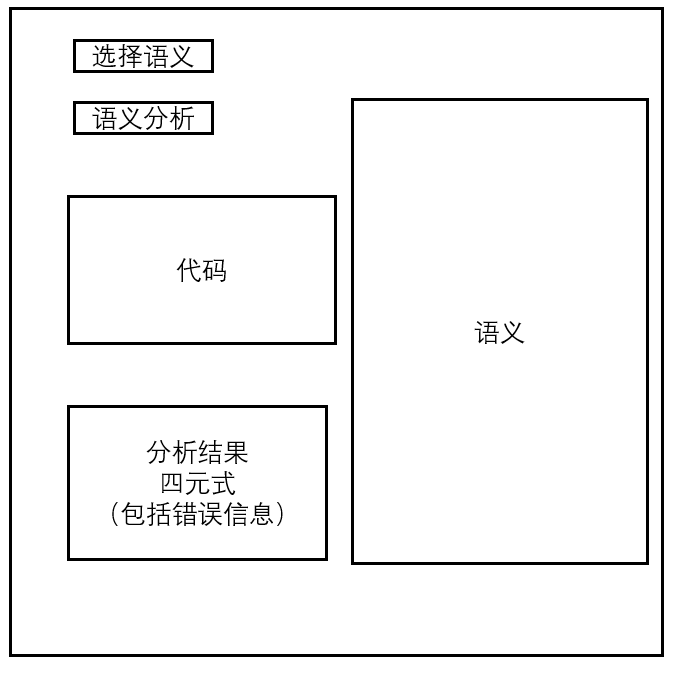 选择语义
语义分析
代码
语义
分析结果
四元式
（包括错误信息）